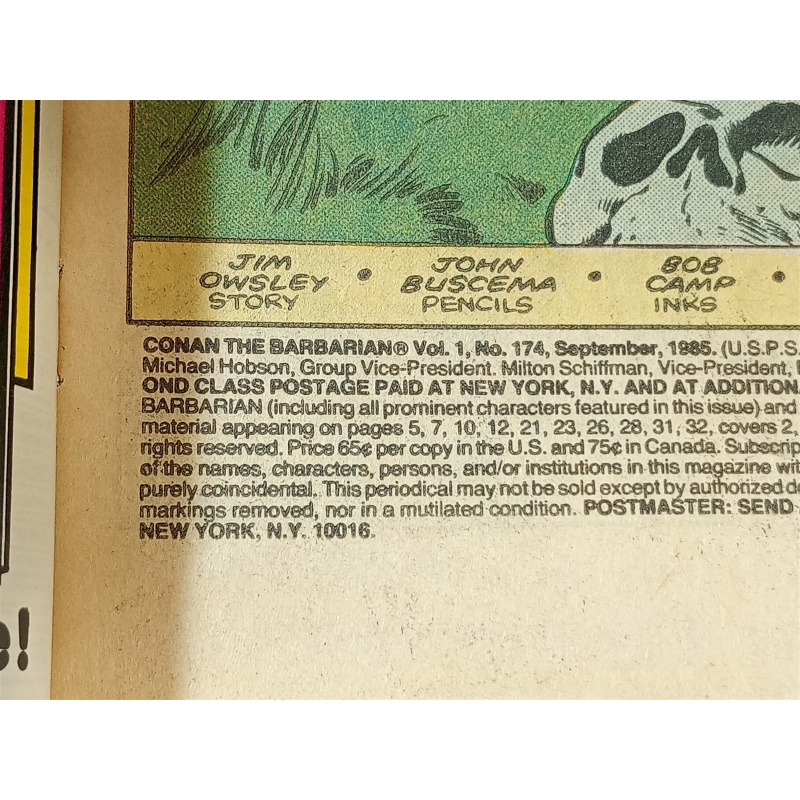 JIM OWSLEY STORY • JOHN BUSCEMA PENCILS • BOB CAMP INKS •
CONAN THE BARBARIAN® Vol. 1, No. 174, September, 1985. (U.S.P.S.
Michael Hobson, Group Vice-President. Milton Schiffman, Vice-President,
OND CLASS POSTAGE PAID AT NEW YORK, N.Y. AND AT ADDITION
BARBARIAN (including all prominent characters featured in this issue) and
material appearing on pages 5, 7, 10, 12, 21, 23, 26, 28, 31, 32, covers 2,
rights reserved. Price 65¢ per copy in the U.S. and 75¢ in Canada. Subscrip
of the names, characters, persons, and/or institutions in this magazine wit
purely coincidental. This periodical may not be sold except by authorized de
markings removed, nor in a mutilated condition. POSTMASTER: SEND
NEW YORK, N.Y. 10016.
e!